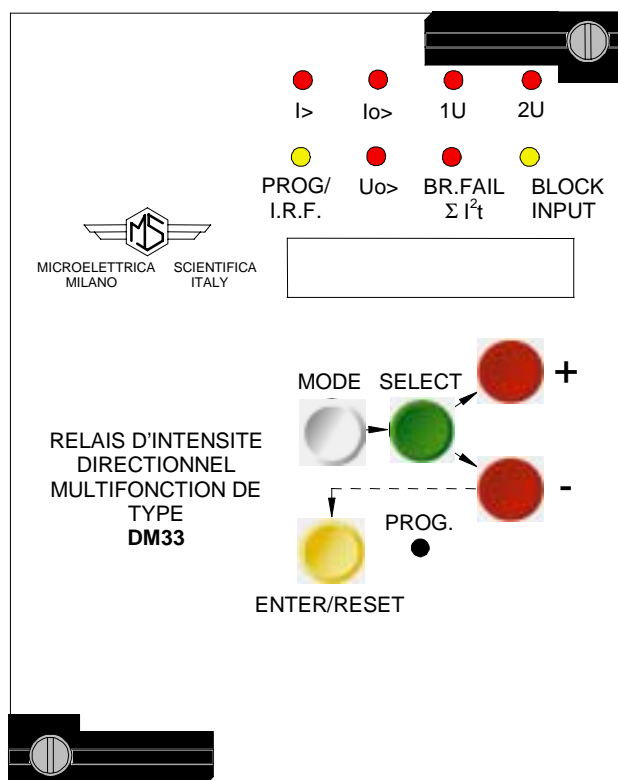 I> Io> 1U 2U
PROG/ Uo> BR.FAIL BLOCK
I.R.F. Σ I²t INPUT
MS
MICROELETTRICA SCIENTIFICA
MILANO ITALY
MODE SELECT +
RELAIS D'INTENSITE
DIRECTIONNEL
MULTIFONCTION DE
TYPE
DM33
-
PROG.
ENTER/RESET